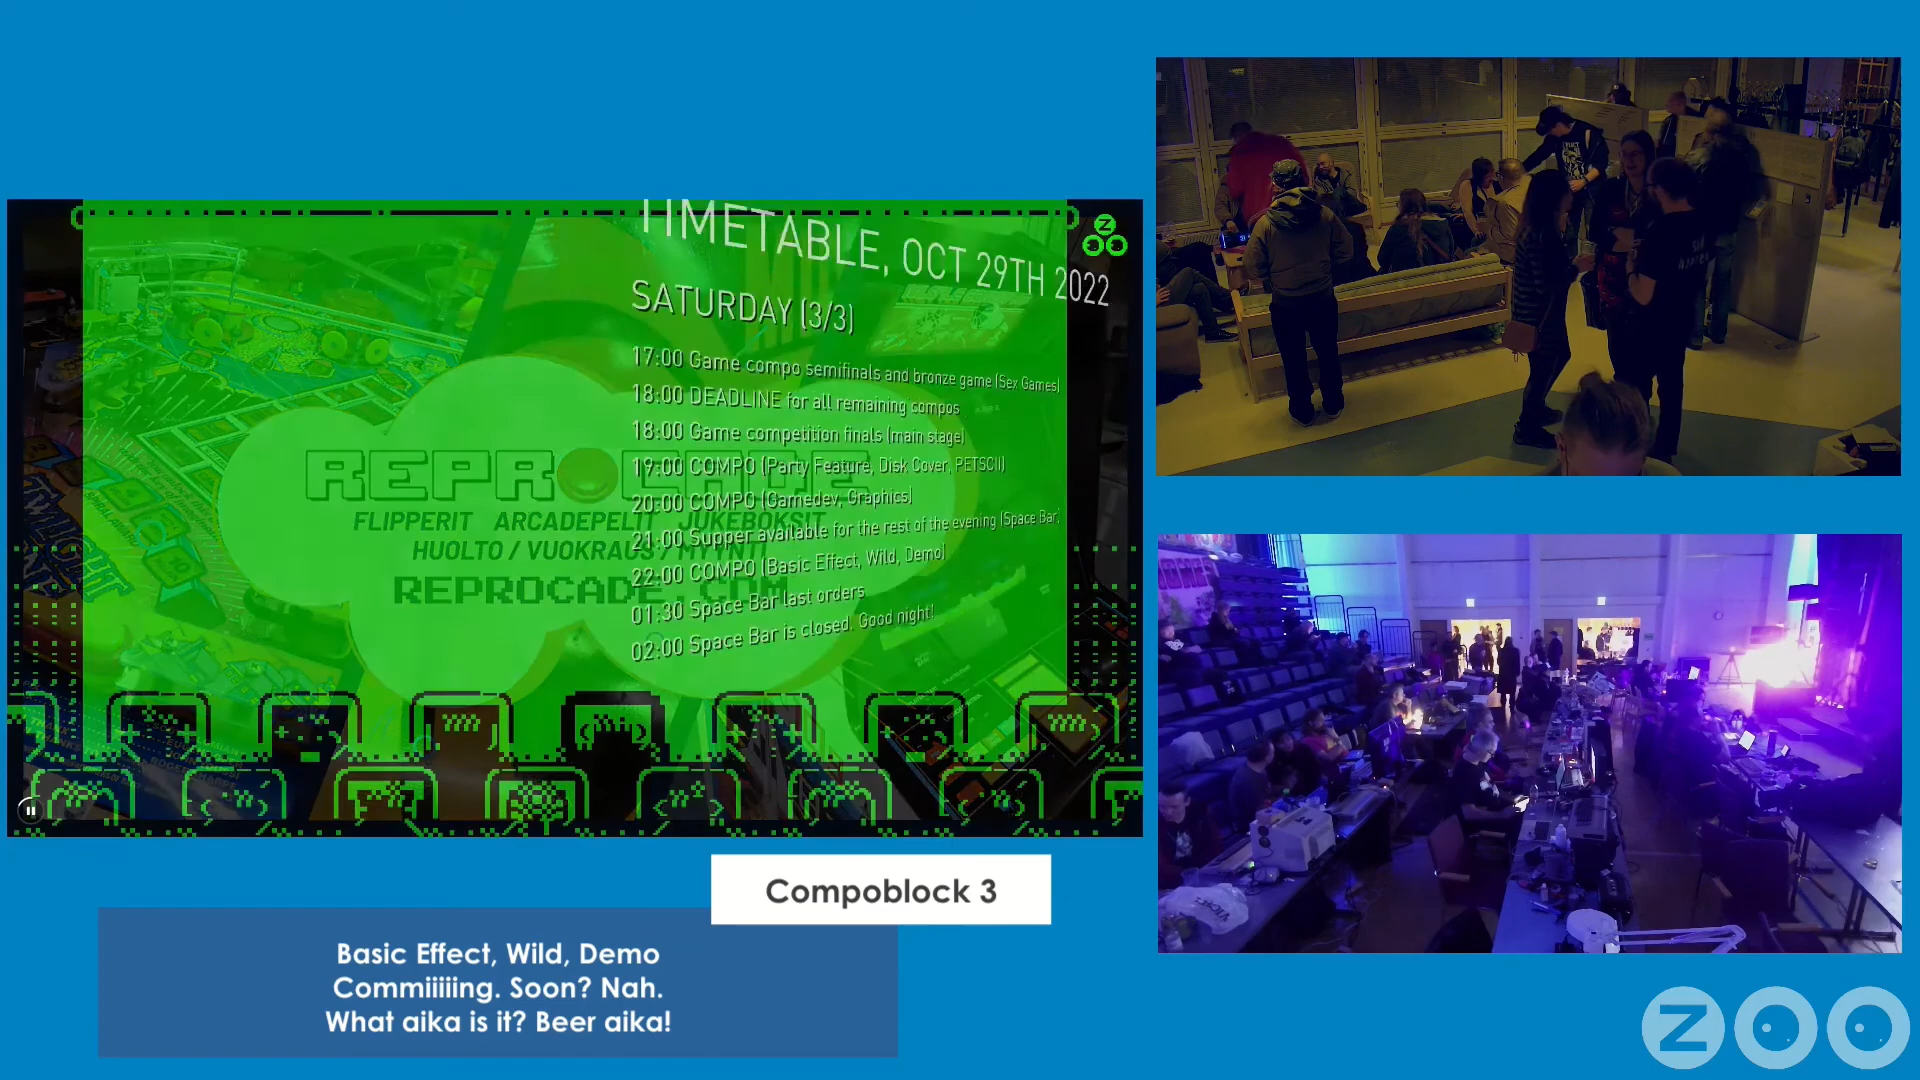 TIMETABLE, OCT 29TH 2022
SATURDAY (3/3)
17:00 Game compo semifinals and bronze game (Sex Games)
18:00 DEADLINE for all remaining compos
18:00 Game competition finals (main stage)
19:00 COMPO (Party Feature, Disk Cover, PETSCII)
20:00 COMPO (Gamedev, Graphics)
21:00 Supper available for the rest of the evening (Space Bar)
22:00 COMPO (Basic Effect, Wild, Demo)
01:30 Space Bar last orders
02:00 Space Bar is closed. Good night!
REPROCADE
FLIPPERIT ARCADEPELIT JUKEBOKSIT
HUOLTO / VUOKRAUS / MYYNTI
REPROCADE.COM
ZOO
Compoblock 3
Basic Effect, Wild, Demo
Commiiiiing. Soon? Nah.
What aika is it? Beer aika!
ZOO